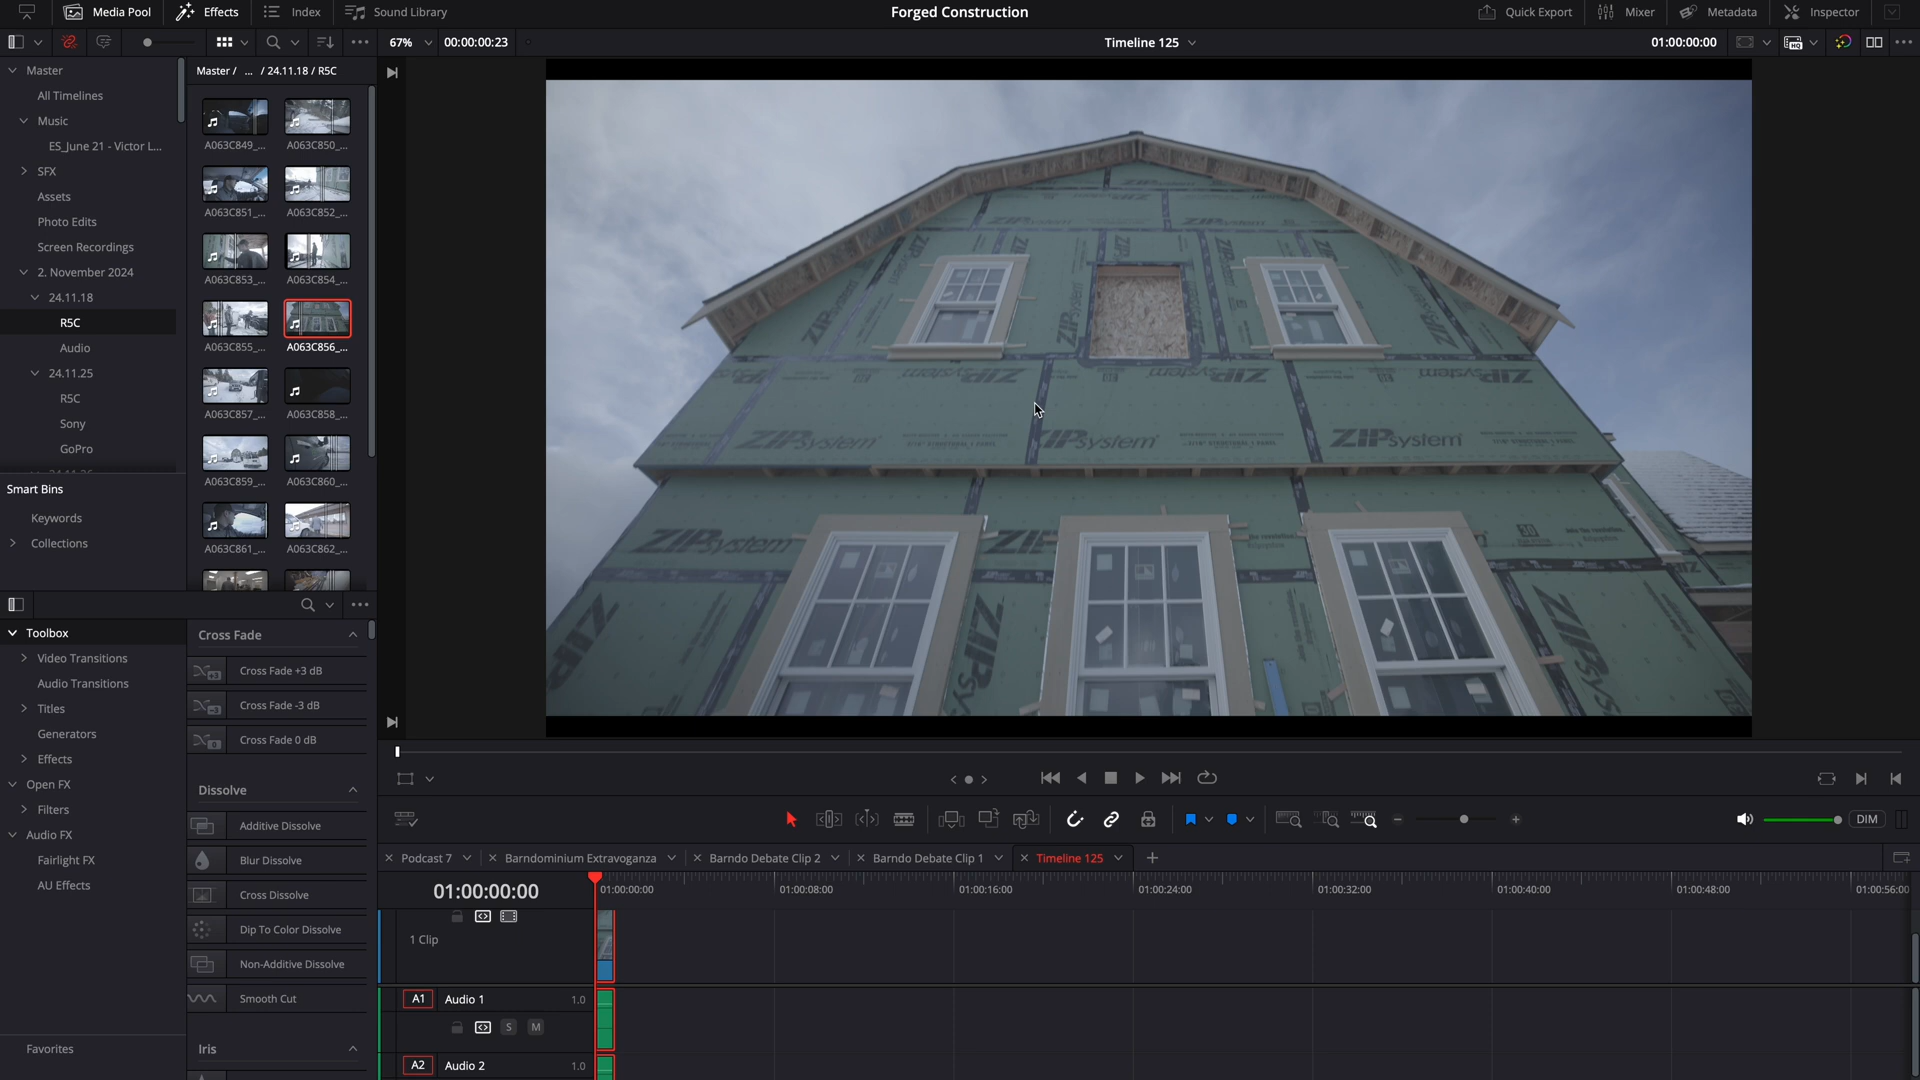 Media Pool
Effects
Index
Sound Library
Forged Construction
Quick Export
Mixer
Metadata
Inspector
67%
00:00:00:23
Timeline 125
01:00:00:00
Master
All Timelines
Music
ES_June 21 - Victor L...
SFX
Assets
Photo Edits
Screen Recordings
2. November 2024
24.11.18
R5C
Audio
24.11.25
R5C
Sony
GoPro
Smart Bins
Keywords
Collections
Master / ... / 24.11.18 / R5C
A063C849_...
A063C850_...
A063C851_...
A063C852_...
A063C853_...
A063C854_...
A063C855_...
A063C856_...
A063C857_...
A063C858_...
A063C859_...
A063C860_...
A063C861_...
A063C862_...
ZIPsystem
ZIPsystem
ZIPsystem
ZIPsystem
ZIPsystem
ZIPsystem
30
Toolbox
Video Transitions
Audio Transitions
Titles
Generators
Effects
Open FX
Filters
Audio FX
Fairlight FX
AU Effects
Favorites
Cross Fade
Cross Fade +3 dB
Cross Fade -3 dB
Cross Fade 0 dB
Dissolve
Additive Dissolve
Blur Dissolve
Cross Dissolve
Dip To Color Dissolve
Non-Additive Dissolve
Smooth Cut
Iris
DIM
Podcast 7
Barndominium Extravoganza
Barndo Debate Clip 2
Barndo Debate Clip 1
Timeline 125
01:00:00:00
01:00:00:00
01:00:08:00
01:00:16:00
01:00:24:00
01:00:32:00
01:00:40:00
01:00:48:00
01:00:56:00
1 Clip
A1 Audio 1 1.0
S M
A2 Audio 2 1.0